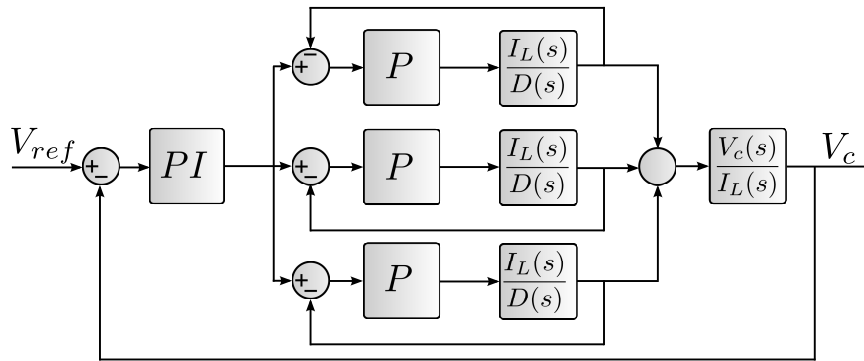 −
+
P
I_L(s)
D(s)
V_ref
+
−
PI
+
−
P
I_L(s)
D(s)
V_c(s)
I_L(s)
V_c
+
−
P
I_L(s)
D(s)